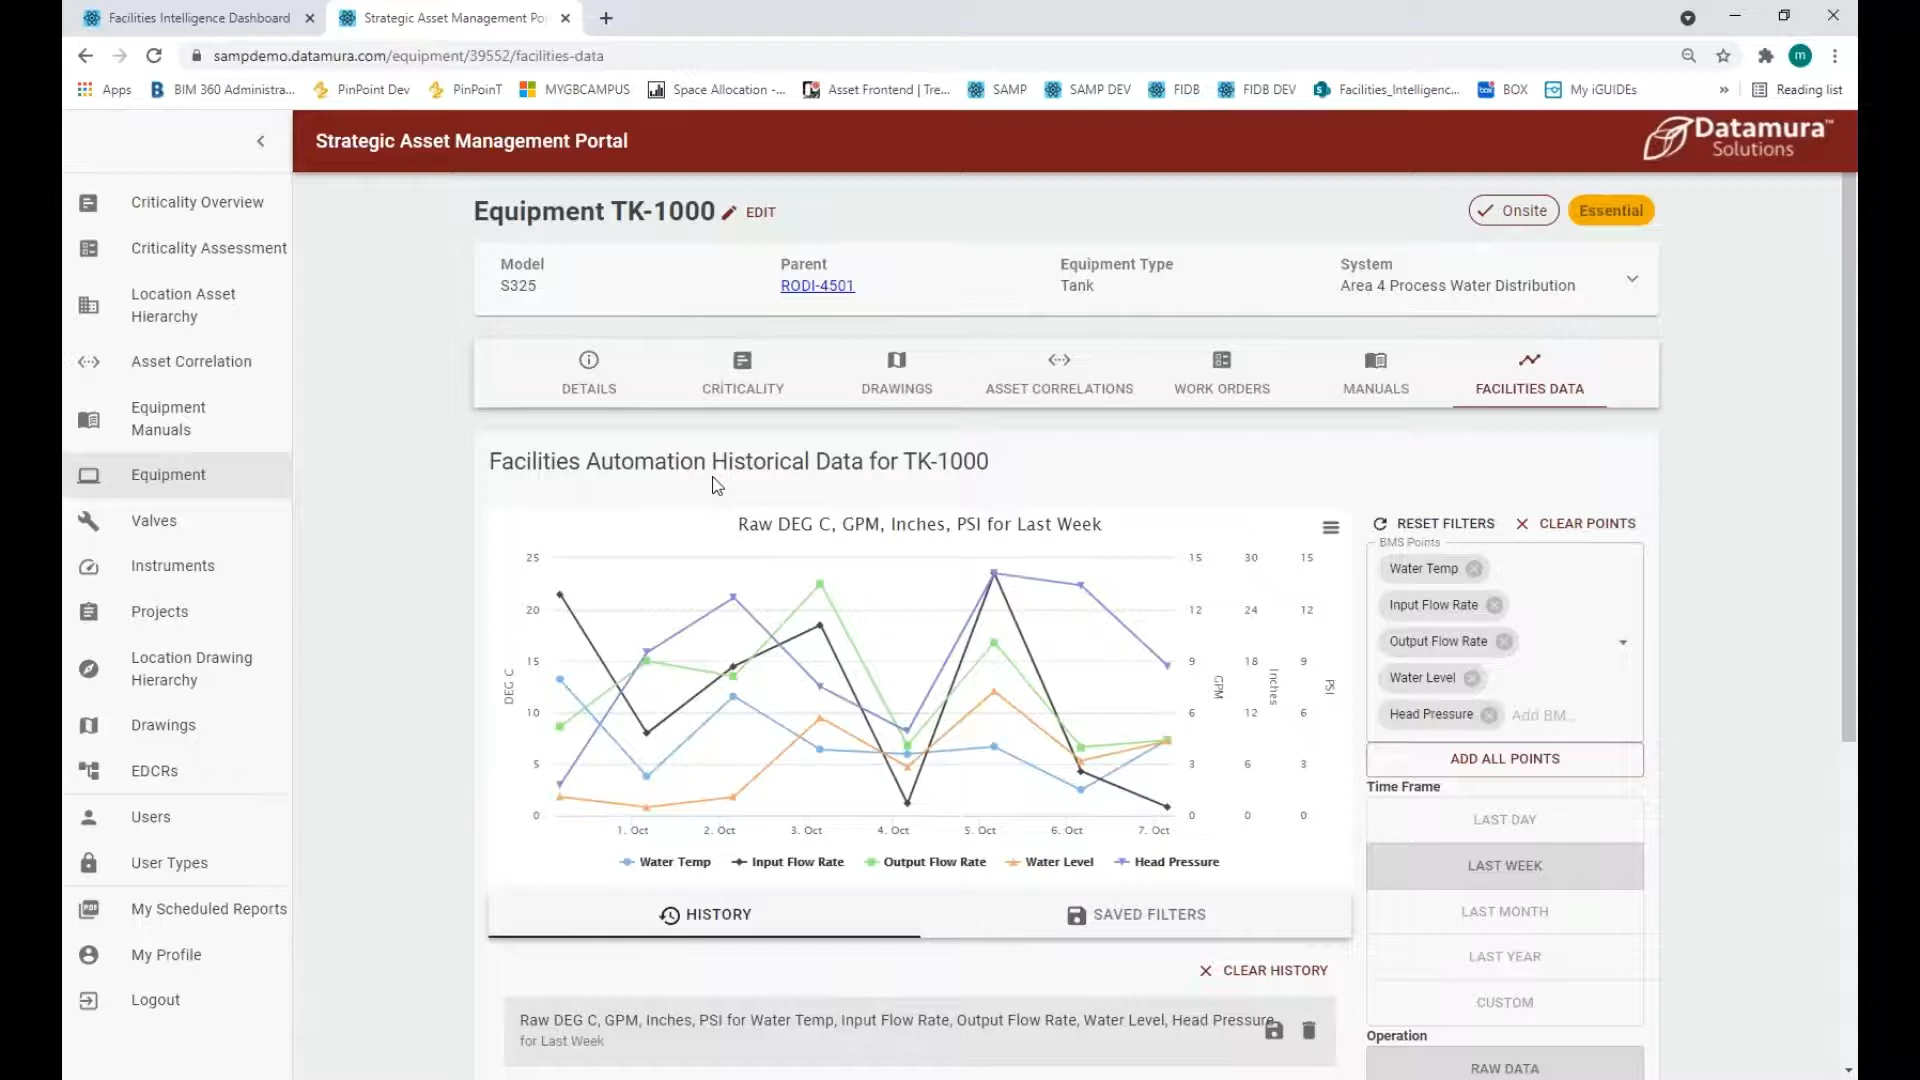 Facilities Intelligence Dashboard
Strategic Asset Management Po
sampdemo.datamura.com/equipment/39552/facilities-data
m
Apps
BIM 360 Administra...
PinPoint Dev
PinPoinT
MYGBCAMPUS
Space Allocation -...
Asset Frontend | Tre...
SAMP
SAMP DEV
FIDB
FIDB DEV
Facilities_Intelligenc...
BOX
My iGUIDEs
»
Reading list
Strategic Asset Management Portal
Datamura™
Solutions
Criticality Overview
Criticality Assessment
Location Asset
Hierarchy
Asset Correlation
Equipment
Manuals
Equipment
Valves
Instruments
Projects
Location Drawing
Hierarchy
Drawings
EDCRs
Users
User Types
My Scheduled Reports
My Profile
Logout
Equipment TK-1000
EDIT
Onsite
Essential
Model
S325
Parent
RODI-4501
Equipment Type
Tank
System
Area 4 Process Water Distribution
DETAILS
CRITICALITY
DRAWINGS
ASSET CORRELATIONS
WORK ORDERS
MANUALS
FACILITIES DATA
Facilities Automation Historical Data for TK-1000
Raw DEG C, GPM, Inches, PSI for Last Week
25
20
15
10
5
0
DEG C
15
12
9
6
3
0
GPM
30
24
18
12
6
0
Inches
15
12
9
6
3
0
PSI
1. Oct
2. Oct
3. Oct
4. Oct
5. Oct
6. Oct
7. Oct
Water Temp
Input Flow Rate
Output Flow Rate
Water Level
Head Pressure
RESET FILTERS
CLEAR POINTS
BMS Points
Water Temp
Input Flow Rate
Output Flow Rate
Water Level
Head Pressure
Add BM...
ADD ALL POINTS
Time Frame
LAST DAY
LAST WEEK
LAST MONTH
LAST YEAR
CUSTOM
Operation
RAW DATA
HISTORY
SAVED FILTERS
CLEAR HISTORY
Raw DEG C, GPM, Inches, PSI for Water Temp, Input Flow Rate, Output Flow Rate, Water Level, Head Pressure
for Last Week